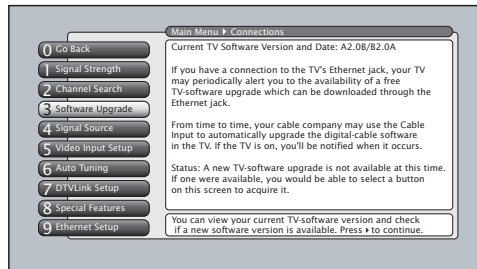 Main Menu ▸ Connections
0 Go Back
1 Signal Strength
2 Channel Search
3 Software Upgrade
4 Signal Source
5 Video Input Setup
6 Auto Tuning
7 DTVLink Setup
8 Special Features
9 Ethernet Setup
Current TV Software Version and Date: A2.0B/B2.0A
If you have a connection to the TV's Ethernet jack, your TV
may periodically alert you to the availability of a free
TV-software upgrade which can be downloaded through the
Ethernet jack.
From time to time, your cable company may use the Cable
Input to automatically upgrade the digital-cable software
in the TV. If the TV is on, you'll be notified when it occurs.
Status: A new TV-software upgrade is not available at this time.
If one were available, you would be able to select a button
on this screen to acquire it.
You can view your current TV-software version and check
if a new software version is available. Press ▸ to continue.